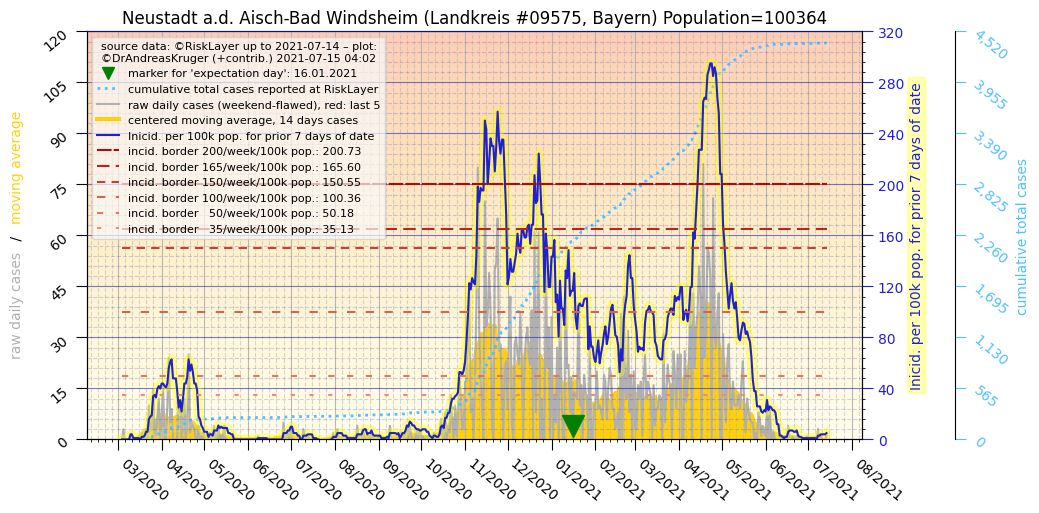 Neustadt a.d. Aisch-Bad Windsheim (Landkreis #09575, Bayern) Population=100364
source data: ©RiskLayer up to 2021-07-14 – plot:
©DrAndreasKruger (+contrib.) 2021-07-15 04:02
marker for 'expectation day': 16.01.2021
cumulative total cases reported at RiskLayer
raw daily cases (weekend-flawed), red: last 5
centered moving average, 14 days cases
Inicid. per 100k pop. for prior 7 days of date
incid. border 200/week/100k pop.: 200.73
incid. border 165/week/100k pop.: 165.60
incid. border 150/week/100k pop.: 150.55
incid. border 100/week/100k pop.: 100.36
incid. border 50/week/100k pop.: 50.18
incid. border 35/week/100k pop.: 35.13
raw daily cases / moving average
120
105
90
75
60
45
30
15
0
320
280
240
200
160
120
80
40
0
Inicid. per 100k pop. for prior 7 days of date
4,520
3,955
3,390
2,825
2,260
1,695
1,130
565
0
cumulative total cases
03/2020
04/2020
05/2020
06/2020
07/2020
08/2020
09/2020
10/2020
11/2020
12/2020
01/2021
02/2021
03/2021
04/2021
05/2021
06/2021
07/2021
08/2021